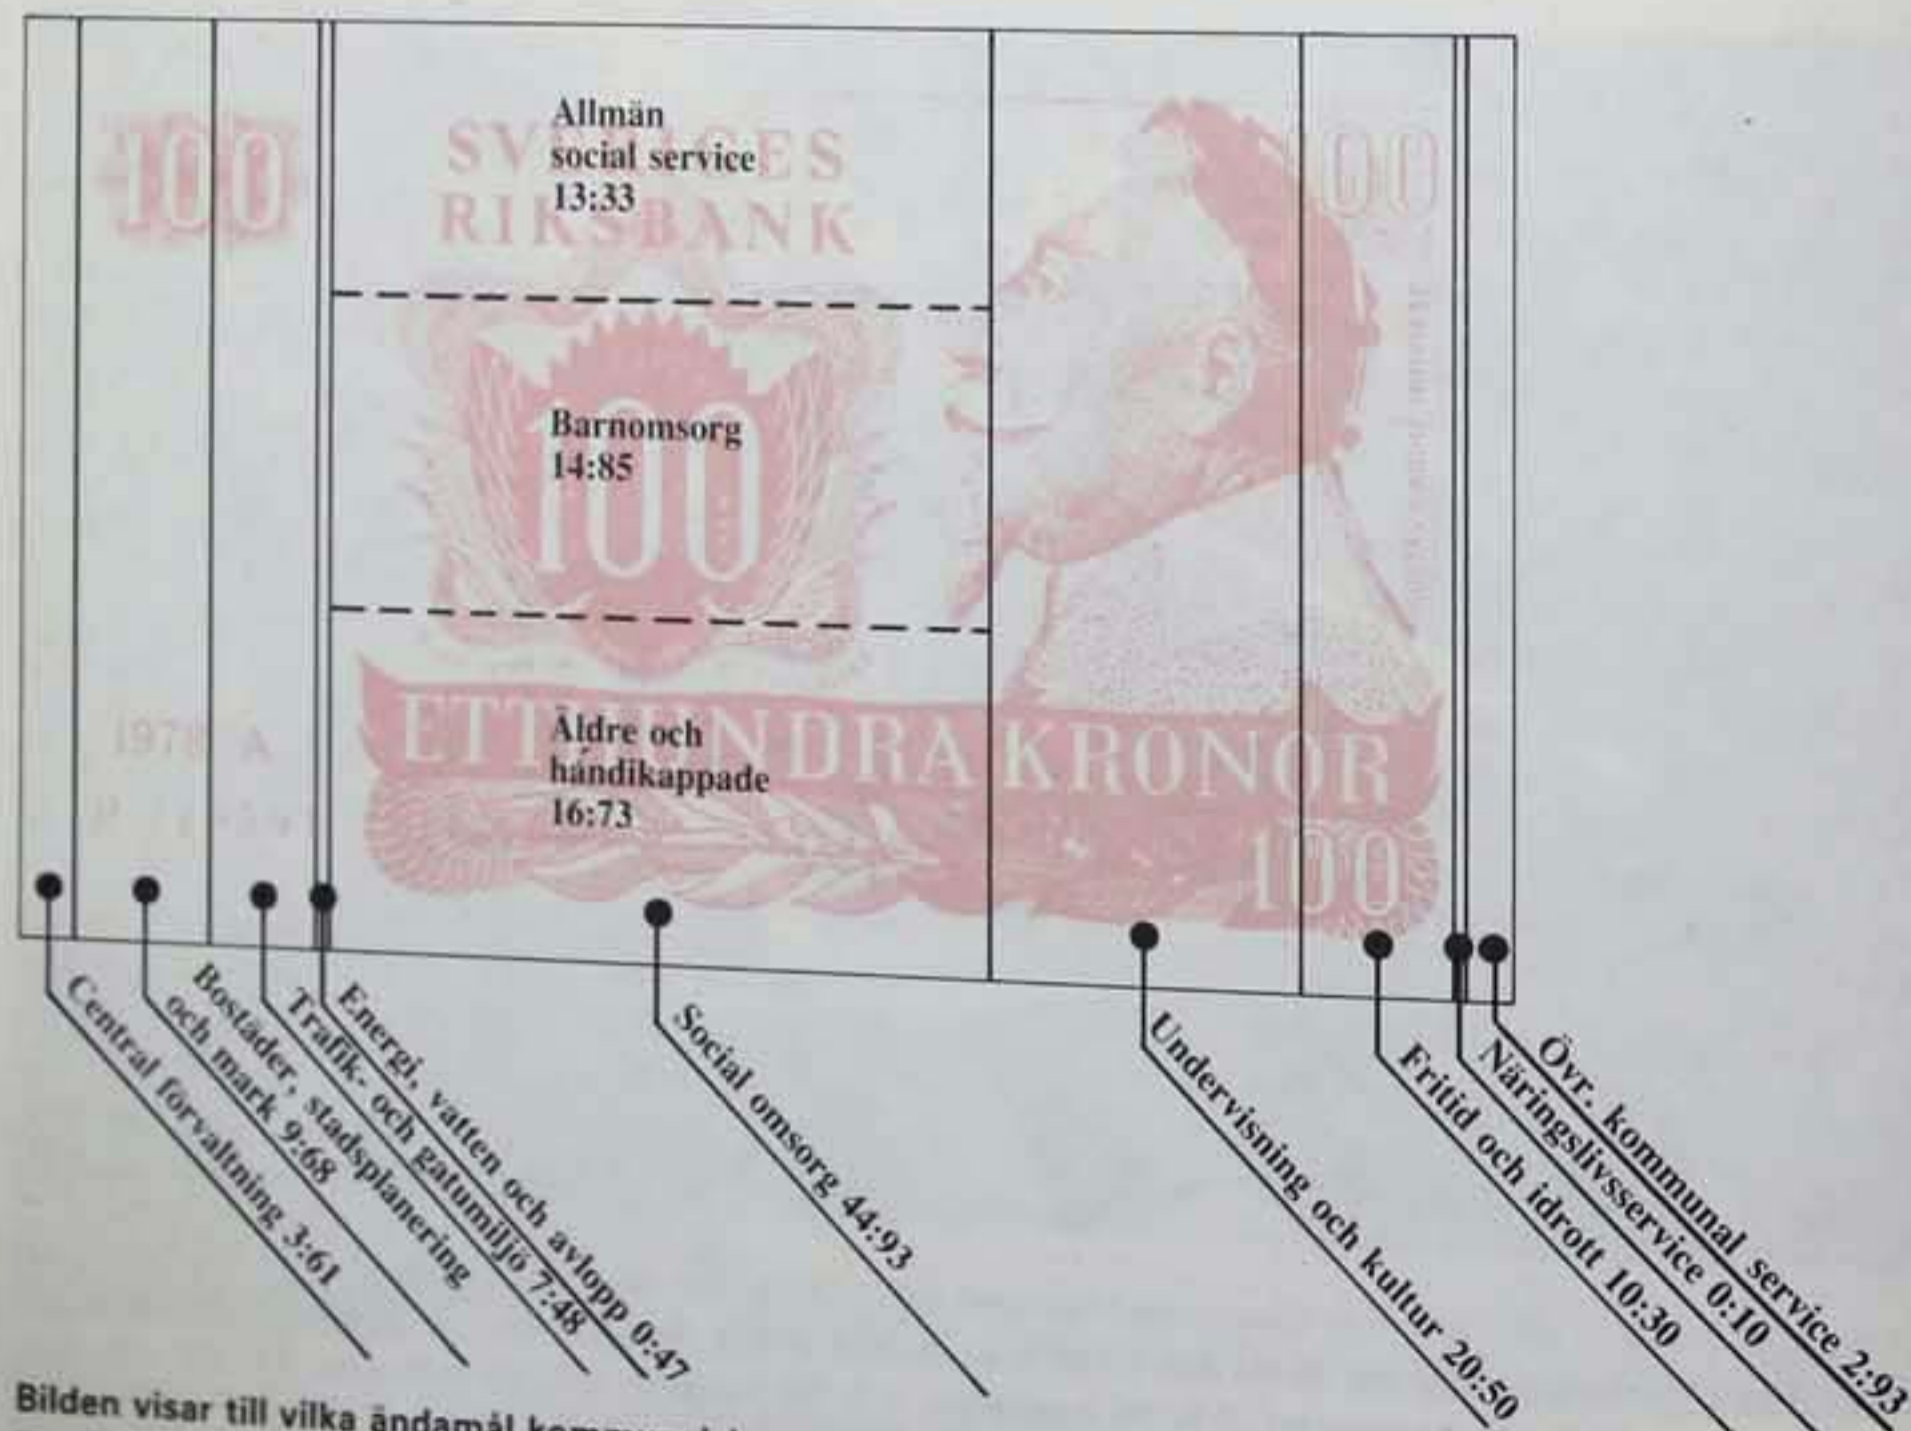 100
SVERIGES
RIKSBANK
100
Allmän
social service
13:33
Barnomsorg
14:85
100
1978 A
ETT HUNDRA KRONOR
Äldre och
handikappade
16:73
100
Central förvaltning 3:61
Bostäder, stadsplanering
och mark 9:68
Trafik- och gatumiljö 7:48
Energi, vatten och avlopp 0:47
Social omsorg 44:93
Undervisning och kultur 20:50
Fritid och idrott 10:30
Näringslivsservice 0:10
Övr. kommunal service 2:93
Bilden visar till vilka ändamål